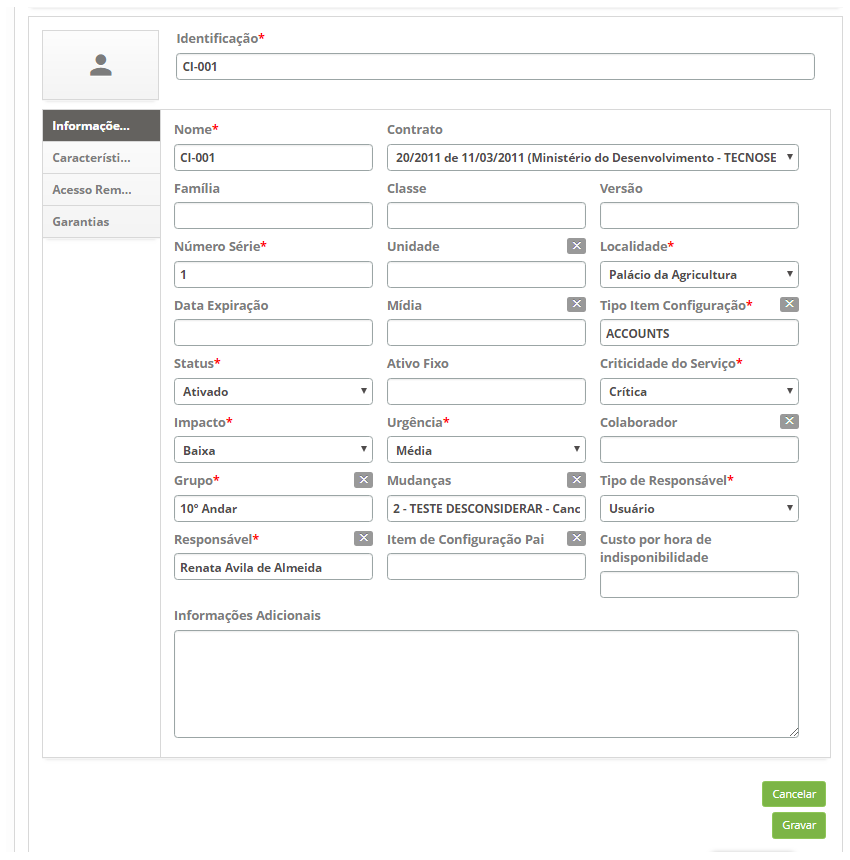 Identificação*
CI-001
Informaçõe...
Característi...
Acesso Rem...
Garantias
Nome* Contrato
CI-001 20/2011 de 11/03/2011 (Ministério do Desenvolvimento - TECNOSE
Família Classe Versão
Número Série* Unidade Localidade*
1 Palácio da Agricultura
Data Expiração Mídia Tipo Item Configuração*
ACCOUNTS
Status* Ativo Fixo Criticidade do Serviço*
Ativado Crítica
Impacto* Urgência* Colaborador
Baixa Média
Grupo* Mudanças Tipo de Responsável*
10º Andar 2 - TESTE DESCONSIDERAR - Canc Usuário
Responsável* Item de Configuração Pai Custo por hora de
indisponibilidade
Renata Avila de Almeida
Informações Adicionais
Cancelar
Gravar